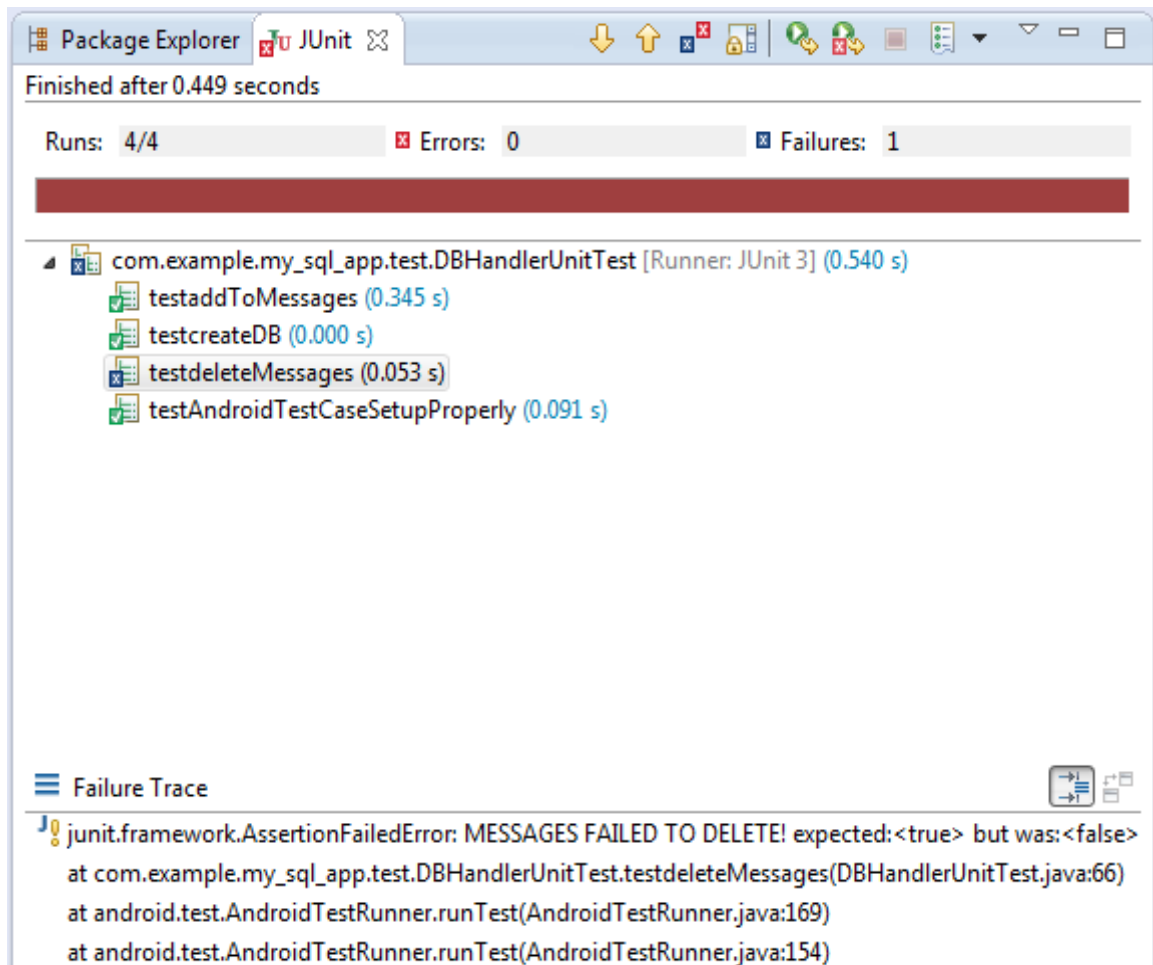 Package Explorer JUnit
Finished after 0.449 seconds
Runs: 4/4 Errors: 0 Failures: 1
com.example.my_sql_app.test.DBHandlerUnitTest [Runner: JUnit 3] (0.540 s)
testaddToMessages (0.345 s)
testcreateDB (0.000 s)
testdeleteMessages (0.053 s)
testAndroidTestCaseSetupProperly (0.091 s)
Failure Trace
junit.framework.AssertionFailedError: MESSAGES FAILED TO DELETE! expected:<true> but was:<false>
at com.example.my_sql_app.test.DBHandlerUnitTest.testdeleteMessages(DBHandlerUnitTest.java:66)
at android.test.AndroidTestRunner.runTest(AndroidTestRunner.java:169)
at android.test.AndroidTestRunner.runTest(AndroidTestRunner.java:154)